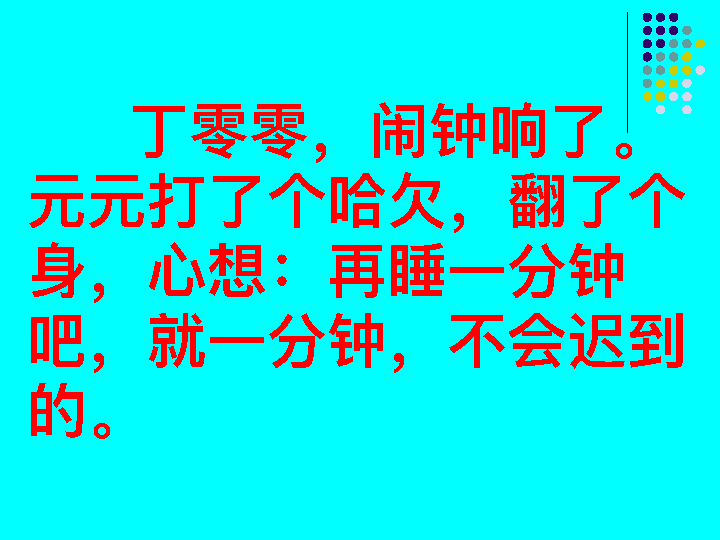 丁零零，闹钟响了。
元元打了个哈欠，翻了个
身，心想：再睡一分钟
吧，就一分钟，不会迟到
的。